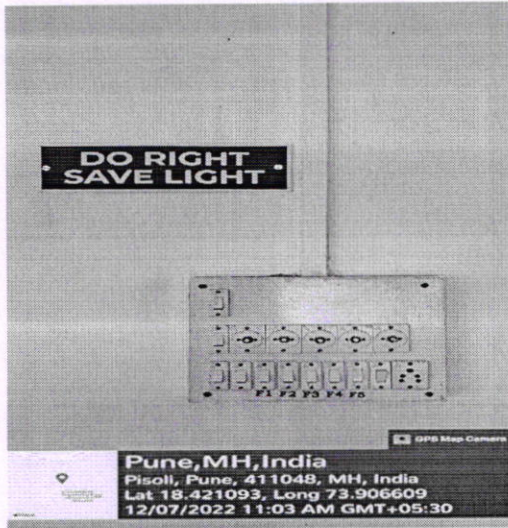 DO RIGHT
SAVE LIGHT
F1 F2 F3 F4 F5
GPS Map Camera
Pune,MH,India
Pisoli, Pune, 411048, MH, India
Lat 18.421093, Long 73.906609
12/07/2022 11:03 AM GMT+05:30